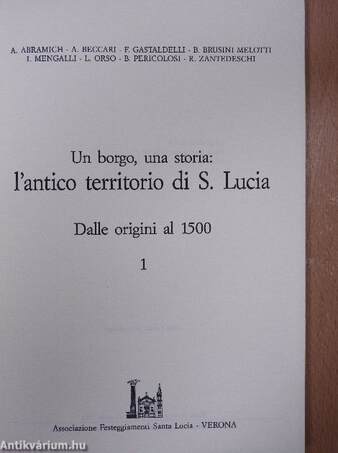 A. ABRAMICH - A. BECCARI - F. GASTALDELLI - B. BRUSINI MELOTTI
I. MENGALLI - L. ORSO - B. PERICOLOSI - R. ZANTEDESCHI
Un borgo, una storia:
l'antico territorio di S. Lucia
Dalle origini al 1500
1
Associazione Festeggiamenti Santa Lucia - VERONA
Antikvárium.hu